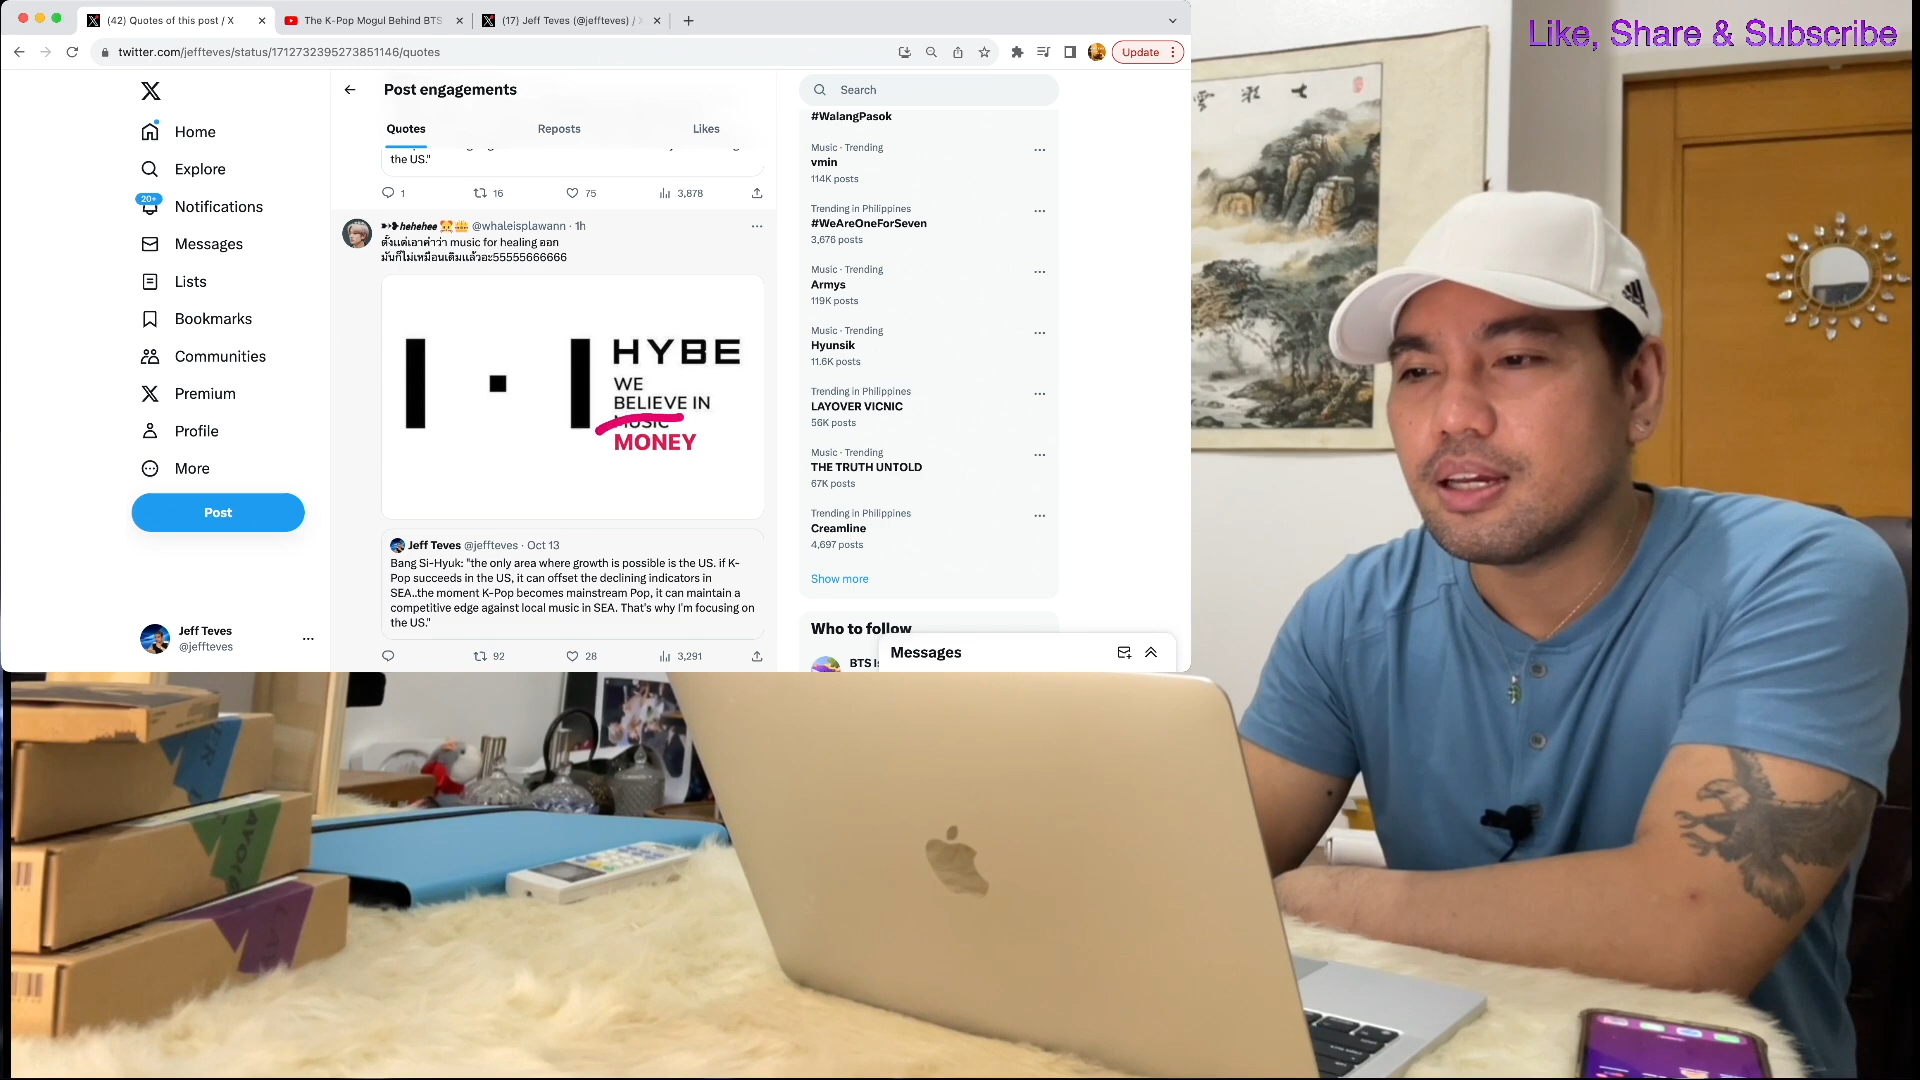 Like, Share & Subscribe
(42) Quotes of this post / X
The K-Pop Mogul Behind BTS
(17) Jeff Teves (@jeffteves) /
twitter.com/jeffteves/status/1712732395273851146/quotes
Update
Home
Explore
20+
Notifications
Messages
Lists
Bookmarks
Communities
Premium
Profile
More
Post
Jeff Teves
@jeffteves
Post engagements
Quotes
Reposts
Likes
the US."
1
16
75
3,878
hehehee @whaleisplawann · 1h
ตั้งแต่เอาคำว่า music for healing ออก
มันก็ไม่เหมือนเดิมแล้วอะ55555666666
HYBE
WE
BELIEVE IN
MUSIC
MONEY
Jeff Teves @jeffteves · Oct 13
Bang Si-Hyuk: "the only area where growth is possible is the US. if K-
Pop succeeds in the US, it can offset the declining indicators in
SEA..the moment K-Pop becomes mainstream Pop, it can maintain a
competitive edge against local music in SEA. That's why I'm focusing on
the US."
92
28
3,291
Search
#WalangPasok
Music · Trending
vmin
114K posts
Trending in Philippines
#WeAreOneForSeven
3,676 posts
Music · Trending
Armys
119K posts
Music · Trending
Hyunsik
11.6K posts
Trending in Philippines
LAYOVER VICNIC
56K posts
Music · Trending
THE TRUTH UNTOLD
67K posts
Trending in Philippines
Creamline
4,697 posts
Show more
Who to follow
BTS
Messages